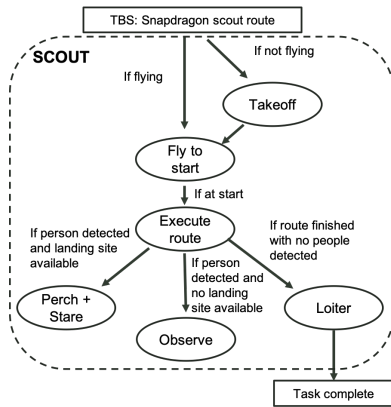 TBS: Snapdragon scout route
SCOUT
If not flying
If flying
Takeoff
Fly to
start
If at start
Execute
route
If person detected
and landing site
available
If person
detected and
no landing
site available
If route finished
with no people
detected
Perch +
Stare
Observe
Loiter
Task complete